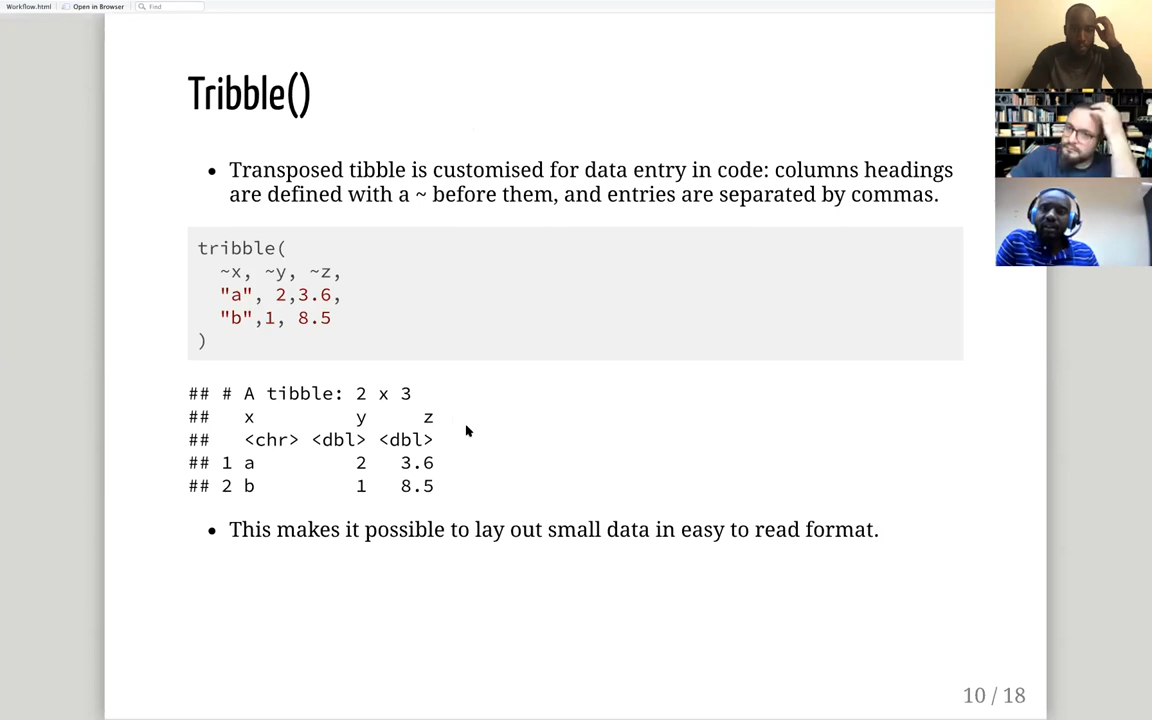 Workflow.html Open in Browser Find
Tribble()
• Transposed tibble is customised for data entry in code: columns headings
are defined with a ~ before them, and entries are separated by commas.
tribble(
  ~x, ~y, ~z,
  "a", 2,3.6,
  "b",1, 8.5
)
## # A tibble: 2 x 3
##   x         y     z
##   <chr> <dbl> <dbl>
## 1 a         2   3.6
## 2 b         1   8.5
• This makes it possible to lay out small data in easy to read format.
10 / 18